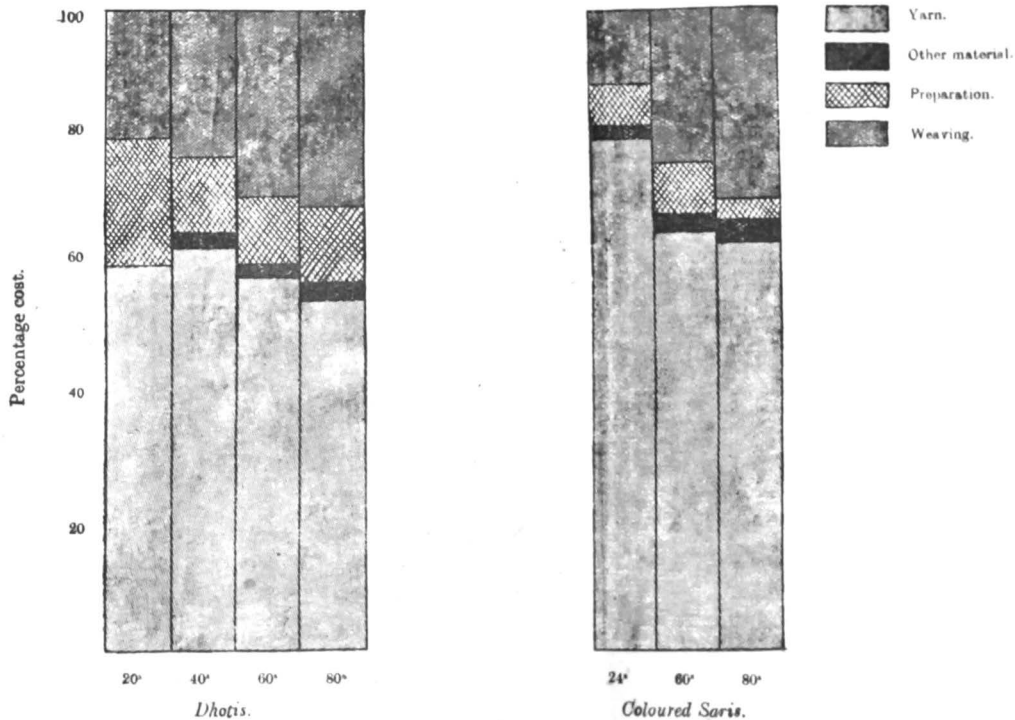 100
80
60
40
20
Percentage cost.
20ˢ 40ˢ 60ˢ 80ˢ
Dhotis.
24ˢ 60ˢ 80ˢ
Coloured Saris.
Yarn.
Other material.
Preparation.
Weaving.